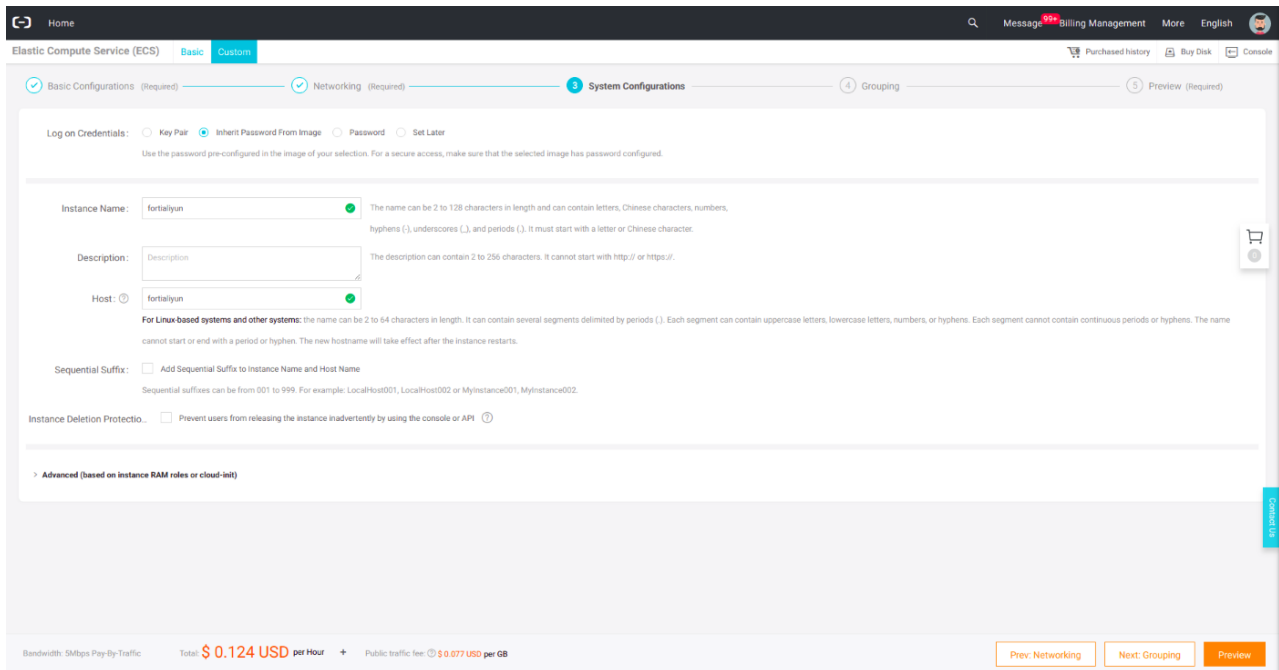 Home
Message 99+ Billing Management More English
Elastic Compute Service (ECS) Basic Custom
Purchased history Buy Disk Console
Basic Configurations (Required) Networking (Required) 3 System Configurations 4 Grouping 5 Preview (Required)
Log on Credentials: Key Pair Inherit Password From Image Password Set Later
Use the password pre-configured in the image of your selection. For a secure access, make sure that the selected image has password configured.
Instance Name: fortialiyun The name can be 2 to 128 characters in length and can contain letters, Chinese characters, numbers,
hyphens (-), underscores (_), and periods (.). It must start with a letter or Chinese character.
Description: Description The description can contain 2 to 256 characters. It cannot start with http:// or https://.
Host: ? fortialiyun
For Linux-based systems and other systems: the name can be 2 to 64 characters in length. It can contain several segments delimited by periods (.). Each segment can contain uppercase letters, lowercase letters, numbers, or hyphens. Each segment cannot contain continuous periods or hyphens. The name
cannot start or end with a period or hyphen. The new hostname will take effect after the instance restarts.
Sequential Suffix: Add Sequential Suffix to Instance Name and Host Name
Sequential suffixes can be from 001 to 999. For example: LocalHost001, LocalHost002 or MyInstance001, MyInstance002.
Instance Deletion Protectio... Prevent users from releasing the instance inadvertently by using the console or API ?
> Advanced (based on instance RAM roles or cloud-init)
Contact Us
Bandwidth: 5Mbps Pay-By-Traffic Total: $ 0.124 USD per Hour + Public traffic fee: ? $ 0.077 USD per GB
Prev: Networking Next: Grouping Preview